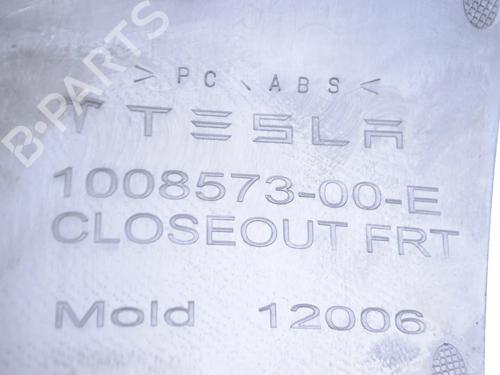 > PC . ABS <
TESLA
1008573-00-E
CLOSEOUT FRT
Mold 12006
B-PARTS